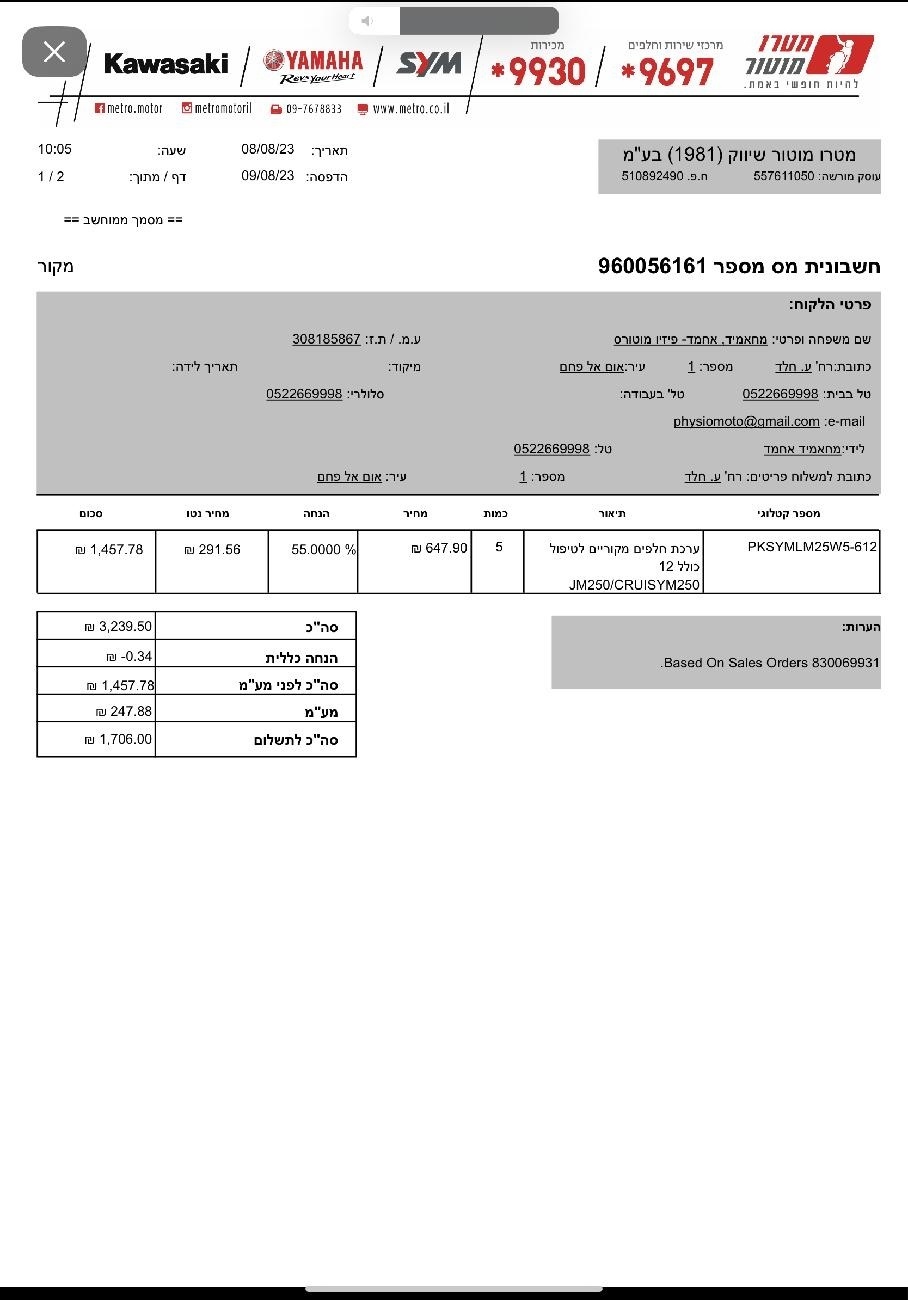 Kawasaki YAMAHA SYM מכירות מרכזי שירות וחלפים מטרו
Revs Your Heart *9930 *9697 מוטור
להיות חופשי באמת.
metro.motor metromotoril 09-7678833 www.metro.co.il
מטרו מוטור שיווק (1981) בע"מ
עוסק מורשה: 557611050 ח.פ. 510892490
תאריך: 08/08/23 שעה: 10:05
הדפסה: 09/08/23 דף / מתוך: 1 / 2
== מסמך ממוחשב ==
חשבונית מס מספר 960056161 מקור
פרטי הלקוח:
שם משפחה ופרטי: מחאמיד, אחמד- פיזיו מוטורס ע.מ. / ת.ז: 308185867
כתובת:רח' ע. חלד מספר: 1 עיר:אום אל פחם מיקוד: תאריך לידה:
טל בבית: 0522669998 טל' בעבודה: סלולרי: 0522669998
e-mail: physiomoto@gmail.com
לידי:מחאמיד אחמד טל: 0522669998
כתובת למשלוח פריטים: רח' ע. חלד מספר: 1 עיר: אום אל פחם
מספר קטלוגי תיאור כמות מחיר הנחה מחיר נטו סכום
PKSYMLM25W5-612 ערכת חלפים מקוריים לטיפול 5 647.90 ₪ 55.0000 % 291.56 ₪ 1,457.78 ₪
כולל 12
JM250/CRUISYM250
הערות:
Based On Sales Orders 830069931.
סה"כ 3,239.50 ₪
הנחה כללית -0.34 ₪
סה"כ לפני מע"מ 1,457.78 ₪
מע"מ 247.88 ₪
סה"כ לתשלום 1,706.00 ₪